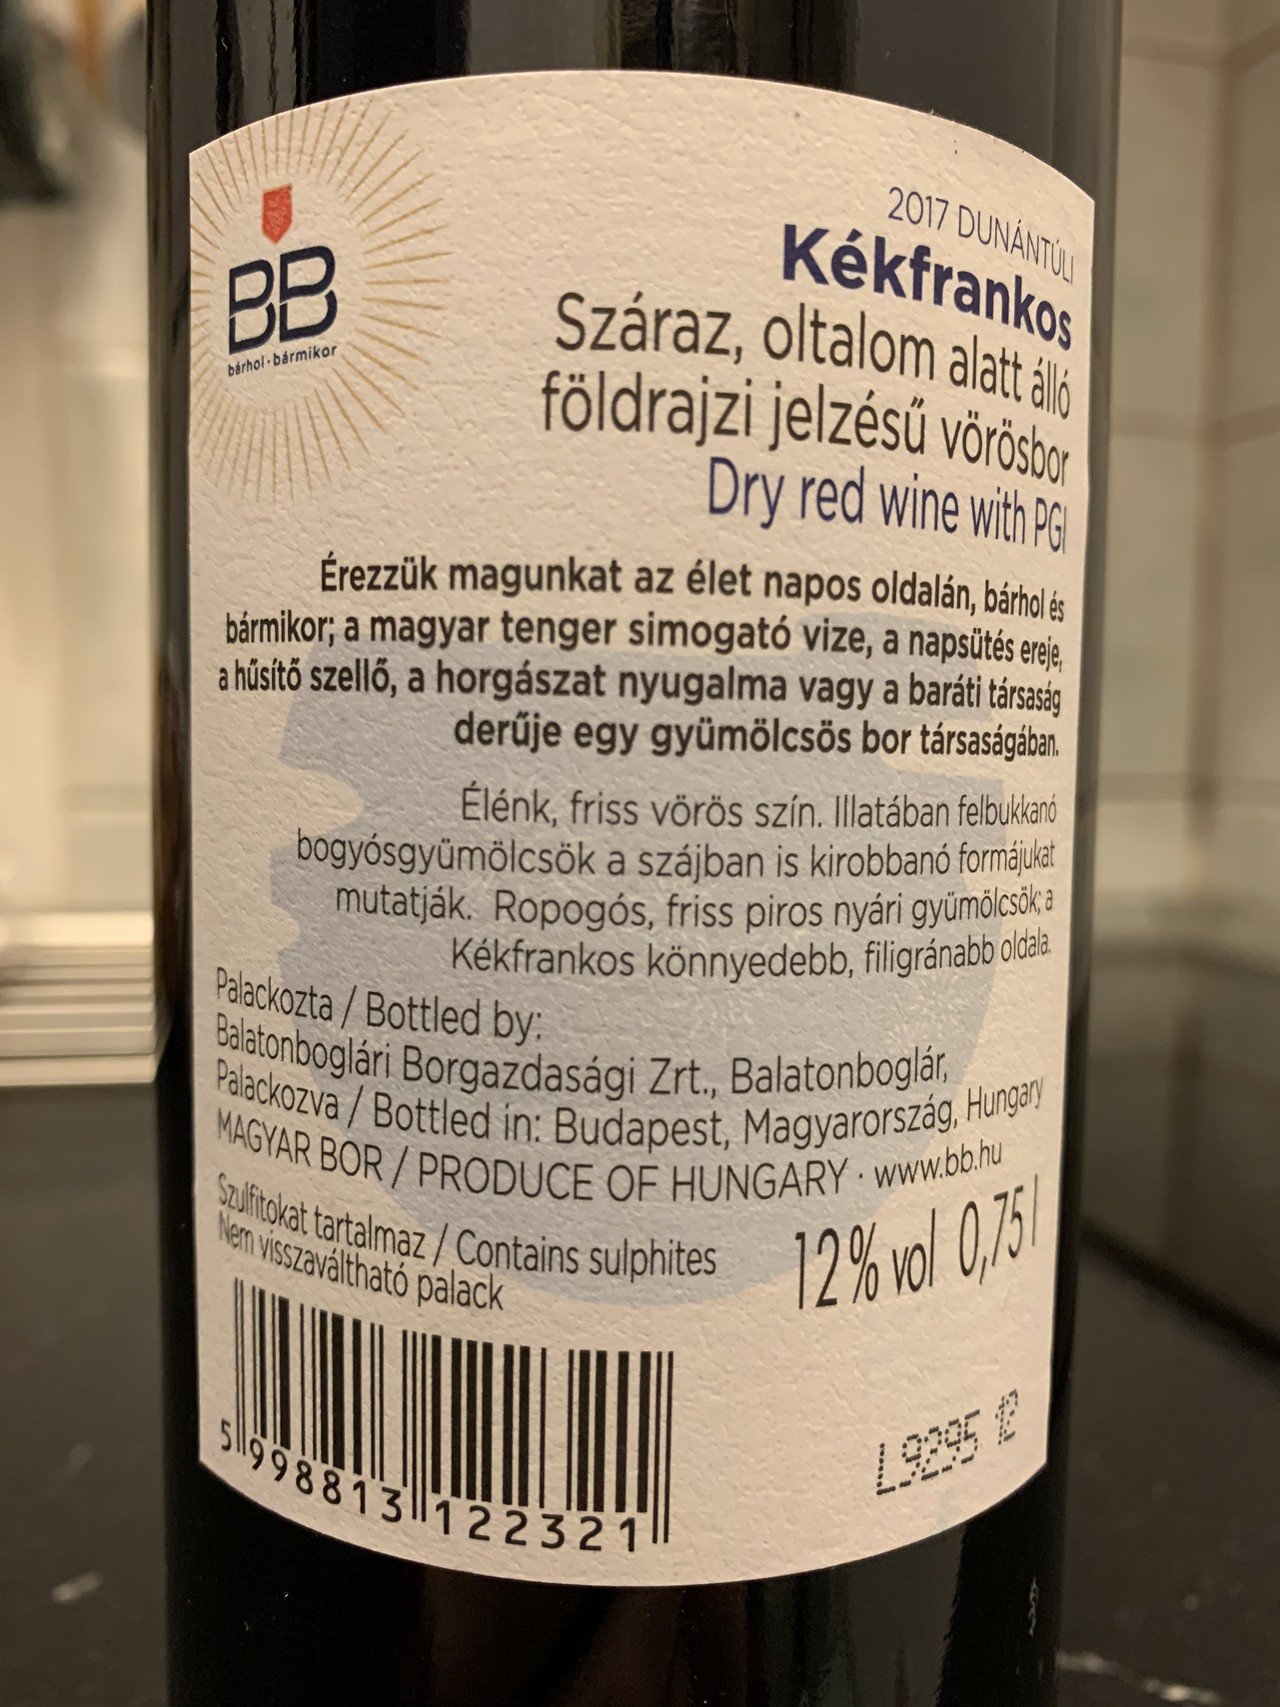 BB
bárhol · bármikor
2017 DUNÁNTÚLI
Kékfrankos
Száraz, oltalom alatt álló
földrajzi jelzésű vörösbor
Dry red wine with PGI
Érezzük magunkat az élet napos oldalán, bárhol és
bármikor; a magyar tenger simogató vize, a napsütés ereje,
a hűsítő szellő, a horgászat nyugalma vagy a baráti társaság
derűje egy gyümölcsös bor társaságában.
Élénk, friss vörös szín. Illatában felbukkanó
bogyósgyümölcsök a szájban is kirobbanó formájukat
mutatják. Ropogós, friss piros nyári gyümölcsök; a
Kékfrankos könnyedebb, filigránabb oldala.
Palackozta / Bottled by:
Balatonboglári Borgazdasági Zrt., Balatonboglár,
Palackozva / Bottled in: Budapest, Magyarország, Hungary
MAGYAR BOR / PRODUCE OF HUNGARY · www.bb.hu
Szulfitokat tartalmaz / Contains sulphites
Nem visszaváltható palack
12% vol 0,75 l
5 998813 122321
L9295 12